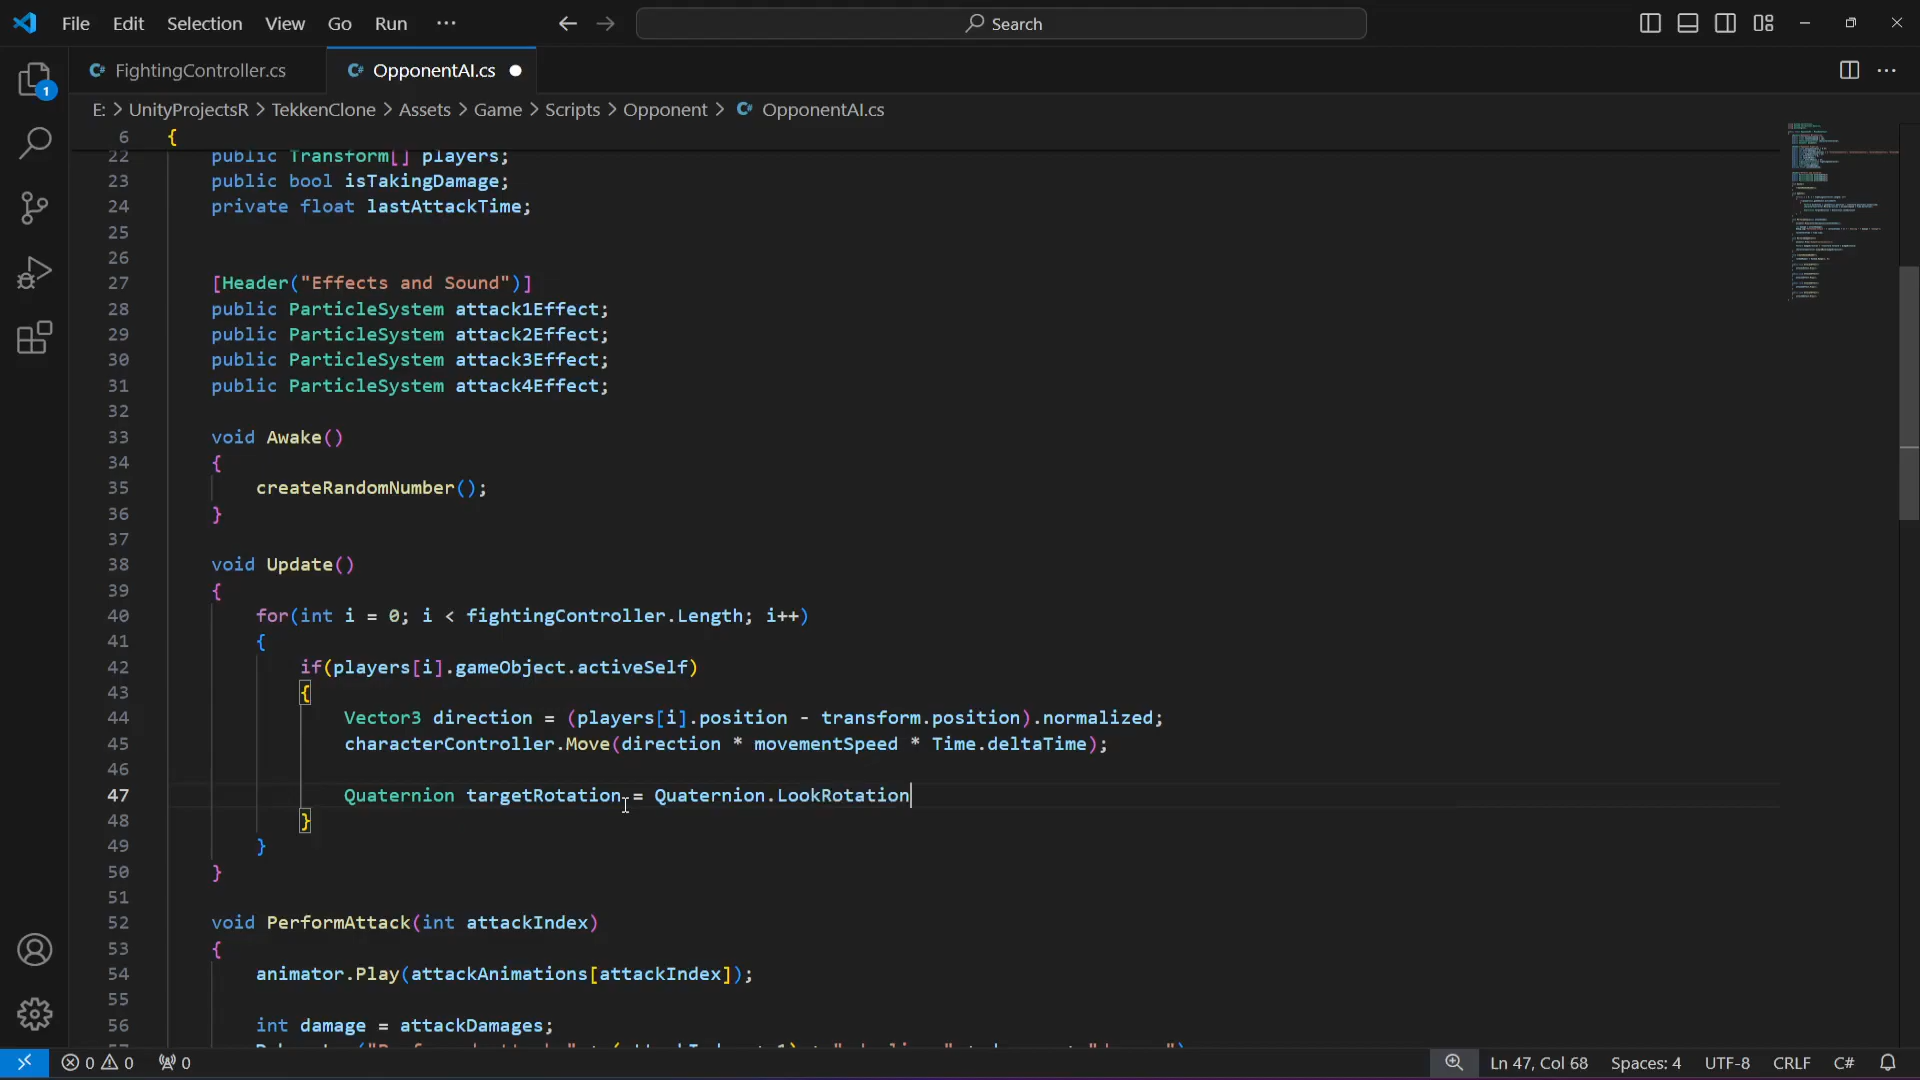 File Edit Selection View Go Run ··· Search
FightingController.cs OpponentAI.cs
E: > UnityProjectsR > TekkenClone > Assets > Game > Scripts > Opponent > OpponentAI.cs
6 {
22 public Transform[] players;
23 public bool isTakingDamage;
24 private float lastAttackTime;
25
26
27 [Header("Effects and Sound")]
28 public ParticleSystem attack1Effect;
29 public ParticleSystem attack2Effect;
30 public ParticleSystem attack3Effect;
31 public ParticleSystem attack4Effect;
32
33 void Awake()
34 {
35 createRandomNumber();
36 }
37
38 void Update()
39 {
40 for(int i = 0; i < fightingController.Length; i++)
41 {
42 if(players[i].gameObject.activeSelf)
43 {
44 Vector3 direction = (players[i].position - transform.position).normalized;
45 characterController.Move(direction * movementSpeed * Time.deltaTime);
46
47 Quaternion targetRotation = Quaternion.LookRotation
48 }
49 }
50 }
51
52 void PerformAttack(int attackIndex)
53 {
54 animator.Play(attackAnimations[attackIndex]);
55
56 int damage = attackDamages;
1
0 0 0 Ln 47, Col 68 Spaces: 4 UTF-8 CRLF C#